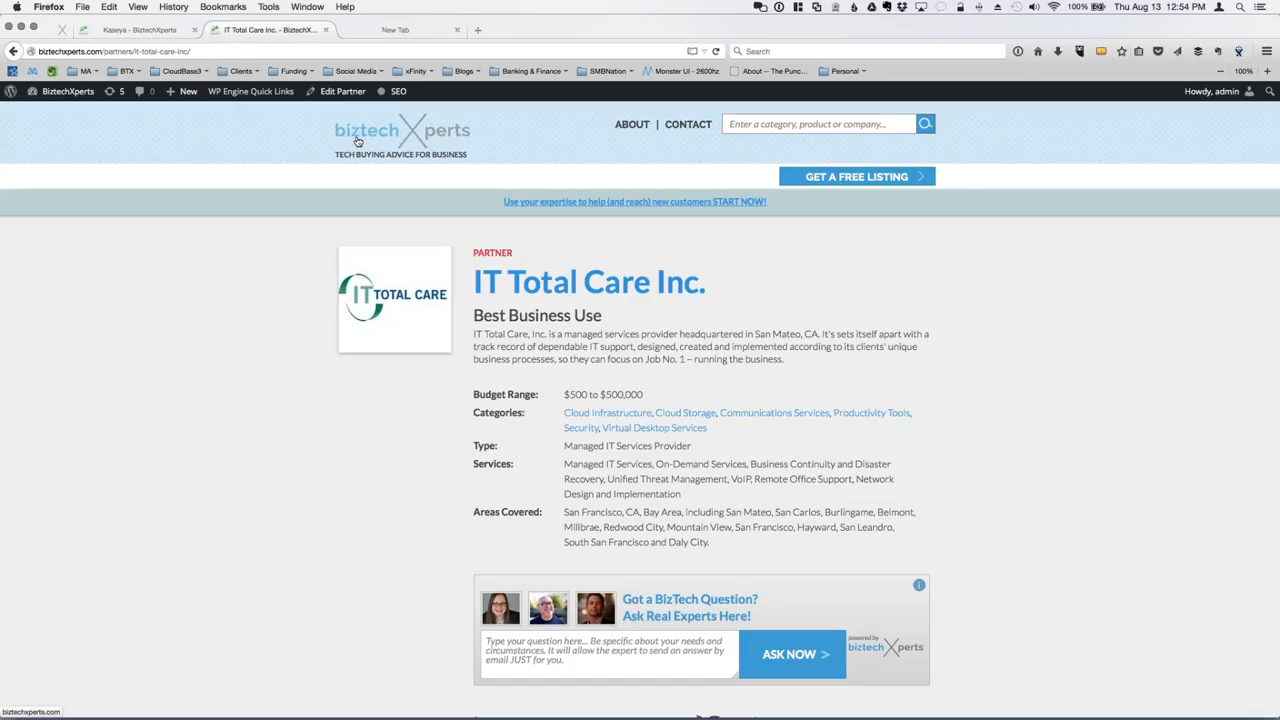 Firefox File Edit View History Bookmarks Tools Window Help 100% Thu Aug 13 12:54 PM
Kaseya - BiztechXperts IT Total Care Inc. - BiztechX... New Tab
biztechxperts.com/partners/it-total-care-inc/ Search
MA BTX CloudBase3 Clients Funding Social Media xFinity Blogs Banking & Finance SMBNation Monster UI - 2600hz About -- The Punc... Personal 100%
BiztechXperts 5 0 New WP Engine Quick Links Edit Partner SEO Howdy, admin
biztechXperts
TECH BUYING ADVICE FOR BUSINESS
ABOUT | CONTACT Enter a category, product or company...
GET A FREE LISTING
Use your expertise to help (and reach) new customers START NOW!
IT TOTAL CARE
PARTNER
IT Total Care Inc.
Best Business Use
IT Total Care, Inc. is a managed services provider headquartered in San Mateo, CA. It's sets itself apart with a
track record of dependable IT support, designed, created and implemented according to its clients' unique
business processes, so they can focus on Job No. 1 – running the business.
Budget Range: $500 to $500,000
Categories: Cloud Infrastructure, Cloud Storage, Communications Services, Productivity Tools,
Security, Virtual Desktop Services
Type: Managed IT Services Provider
Services: Managed IT Services, On-Demand Services, Business Continuity and Disaster
Recovery, Unified Threat Management, VoIP, Remote Office Support, Network
Design and Implementation
Areas Covered: San Francisco, CA, Bay Area, including San Mateo, San Carlos, Burlingame, Belmont,
Millbrae, Redwood City, Mountain View, San Francisco, Hayward, San Leandro,
South San Francisco and Daly City.
Got a BizTech Question?
Ask Real Experts Here!
Type your question here... Be specific about your needs and
circumstances. It will allow the expert to send an answer by
email JUST for you.
ASK NOW >
powered by
biztechXperts
biztechxperts.com